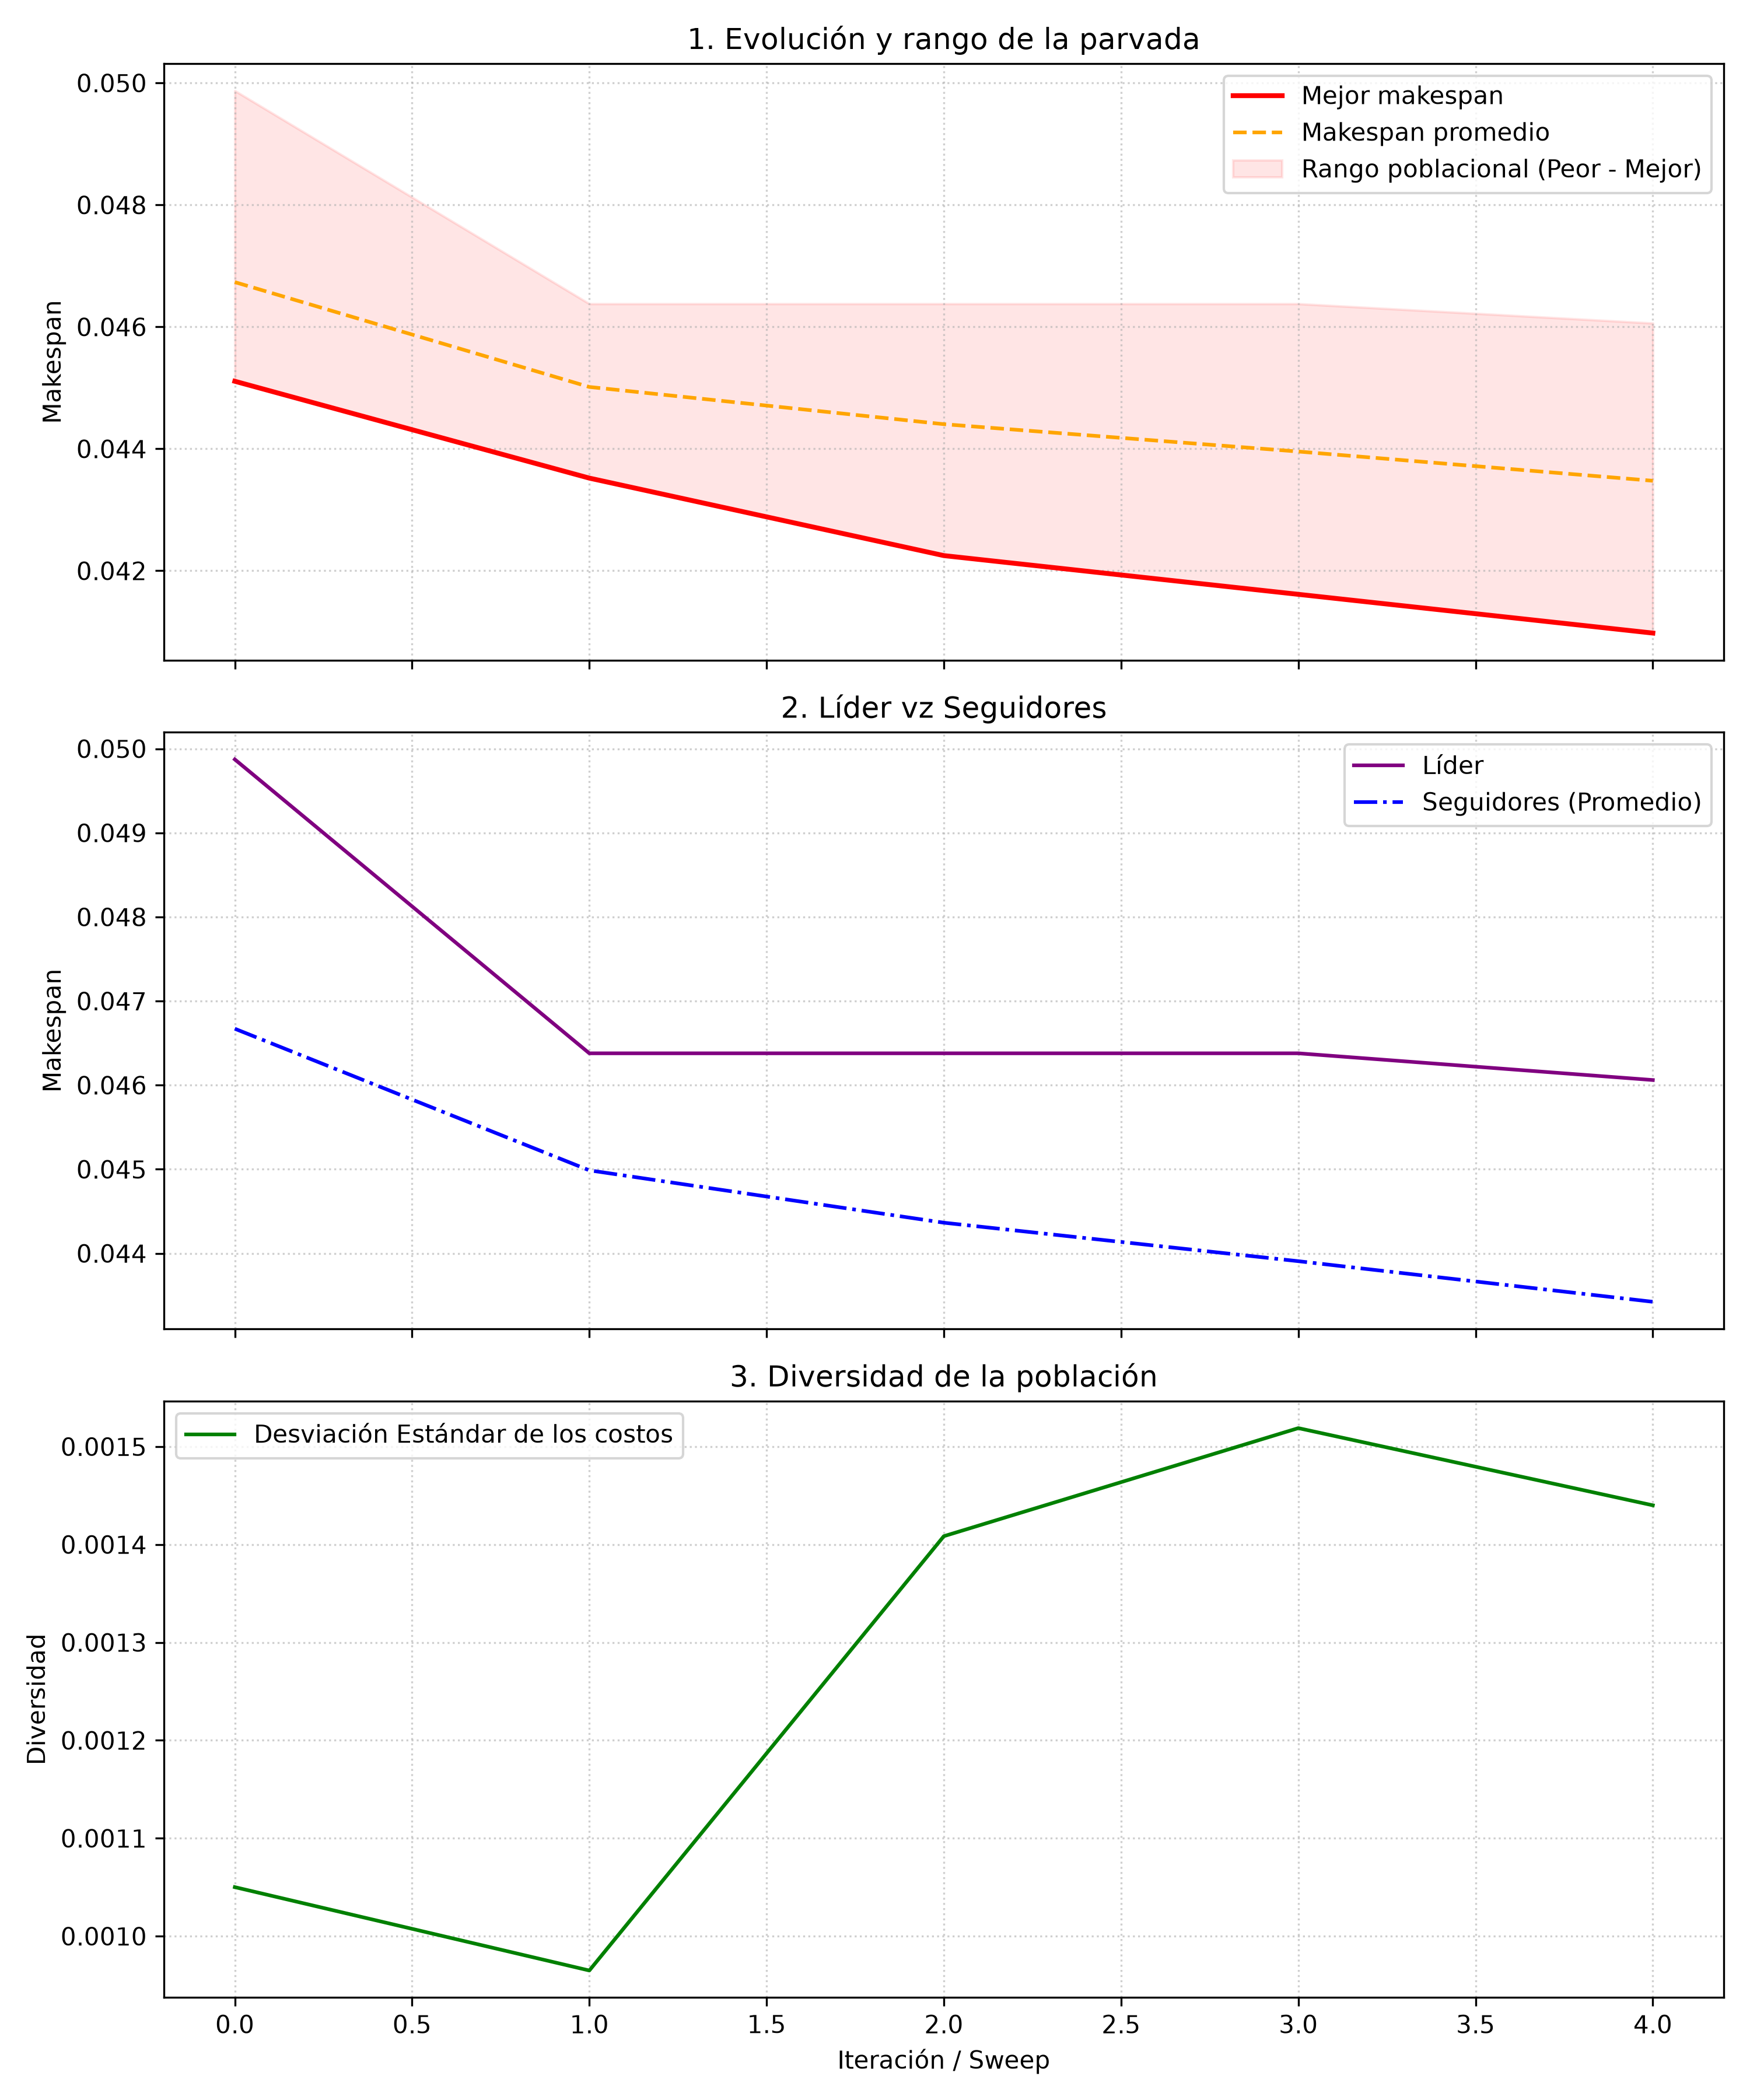 1. Evolución y rango de la parvada
Mejor makespan
Makespan promedio
Rango poblacional (Peor - Mejor)
Makespan
0.050
0.048
0.046
0.044
0.042
2. Líder vz Seguidores
Líder
Seguidores (Promedio)
Makespan
0.050
0.049
0.048
0.047
0.046
0.045
0.044
3. Diversidad de la población
Desviación Estándar de los costos
Diversidad
0.0015
0.0014
0.0013
0.0012
0.0011
0.0010
0.0 0.5 1.0 1.5 2.0 2.5 3.0 3.5 4.0
Iteración / Sweep